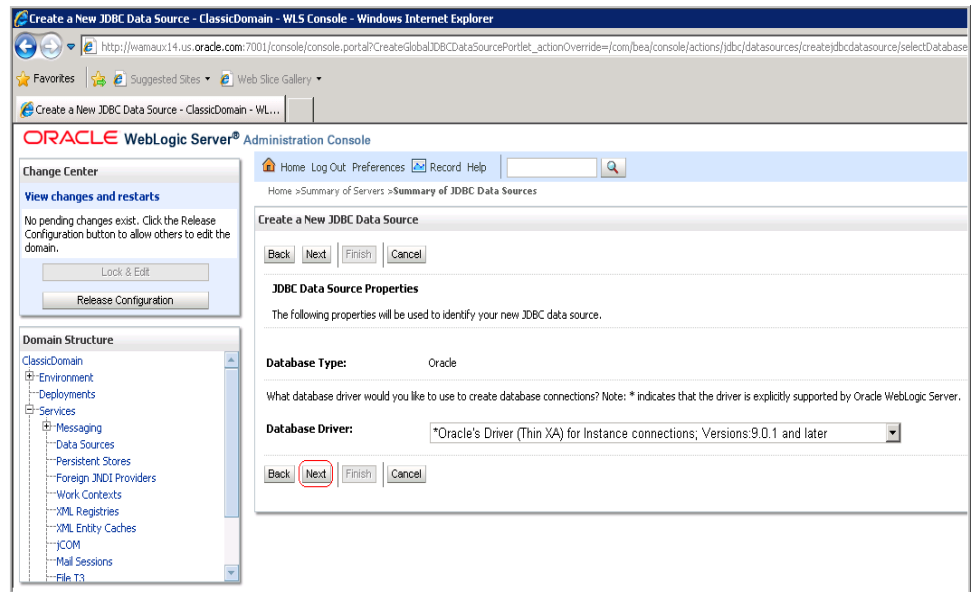 Create a New JDBC Data Source - ClassicDomain - WLS Console - Windows Internet Explorer
http://wamaux14.us.oracle.com:7001/console/console.portal?CreateGlobalJDBCDataSourcePortlet_actionOverride=/com/bea/console/actions/jdbc/datasources/createjdbcdatasource/selectDatabase
Favorites Suggested Sites Web Slice Gallery
Create a New JDBC Data Source - ClassicDomain - WL...
ORACLE WebLogic Server® Administration Console
Change Center
View changes and restarts
No pending changes exist. Click the Release
Configuration button to allow others to edit the
domain.
Lock & Edit
Release Configuration
Domain Structure
ClassicDomain
Environment
Deployments
Services
Messaging
Data Sources
Persistent Stores
Foreign JNDI Providers
Work Contexts
XML Registries
XML Entity Caches
jCOM
Mail Sessions
File T3
Home Log Out Preferences Record Help
Home >Summary of Servers >Summary of JDBC Data Sources
Create a New JDBC Data Source
Back Next Finish Cancel
JDBC Data Source Properties
The following properties will be used to identify your new JDBC data source.
Database Type: Oracle
What database driver would you like to use to create database connections? Note: * indicates that the driver is explicitly supported by Oracle WebLogic Server.
Database Driver: *Oracle's Driver (Thin XA) for Instance connections; Versions:9.0.1 and later
Back Next Finish Cancel